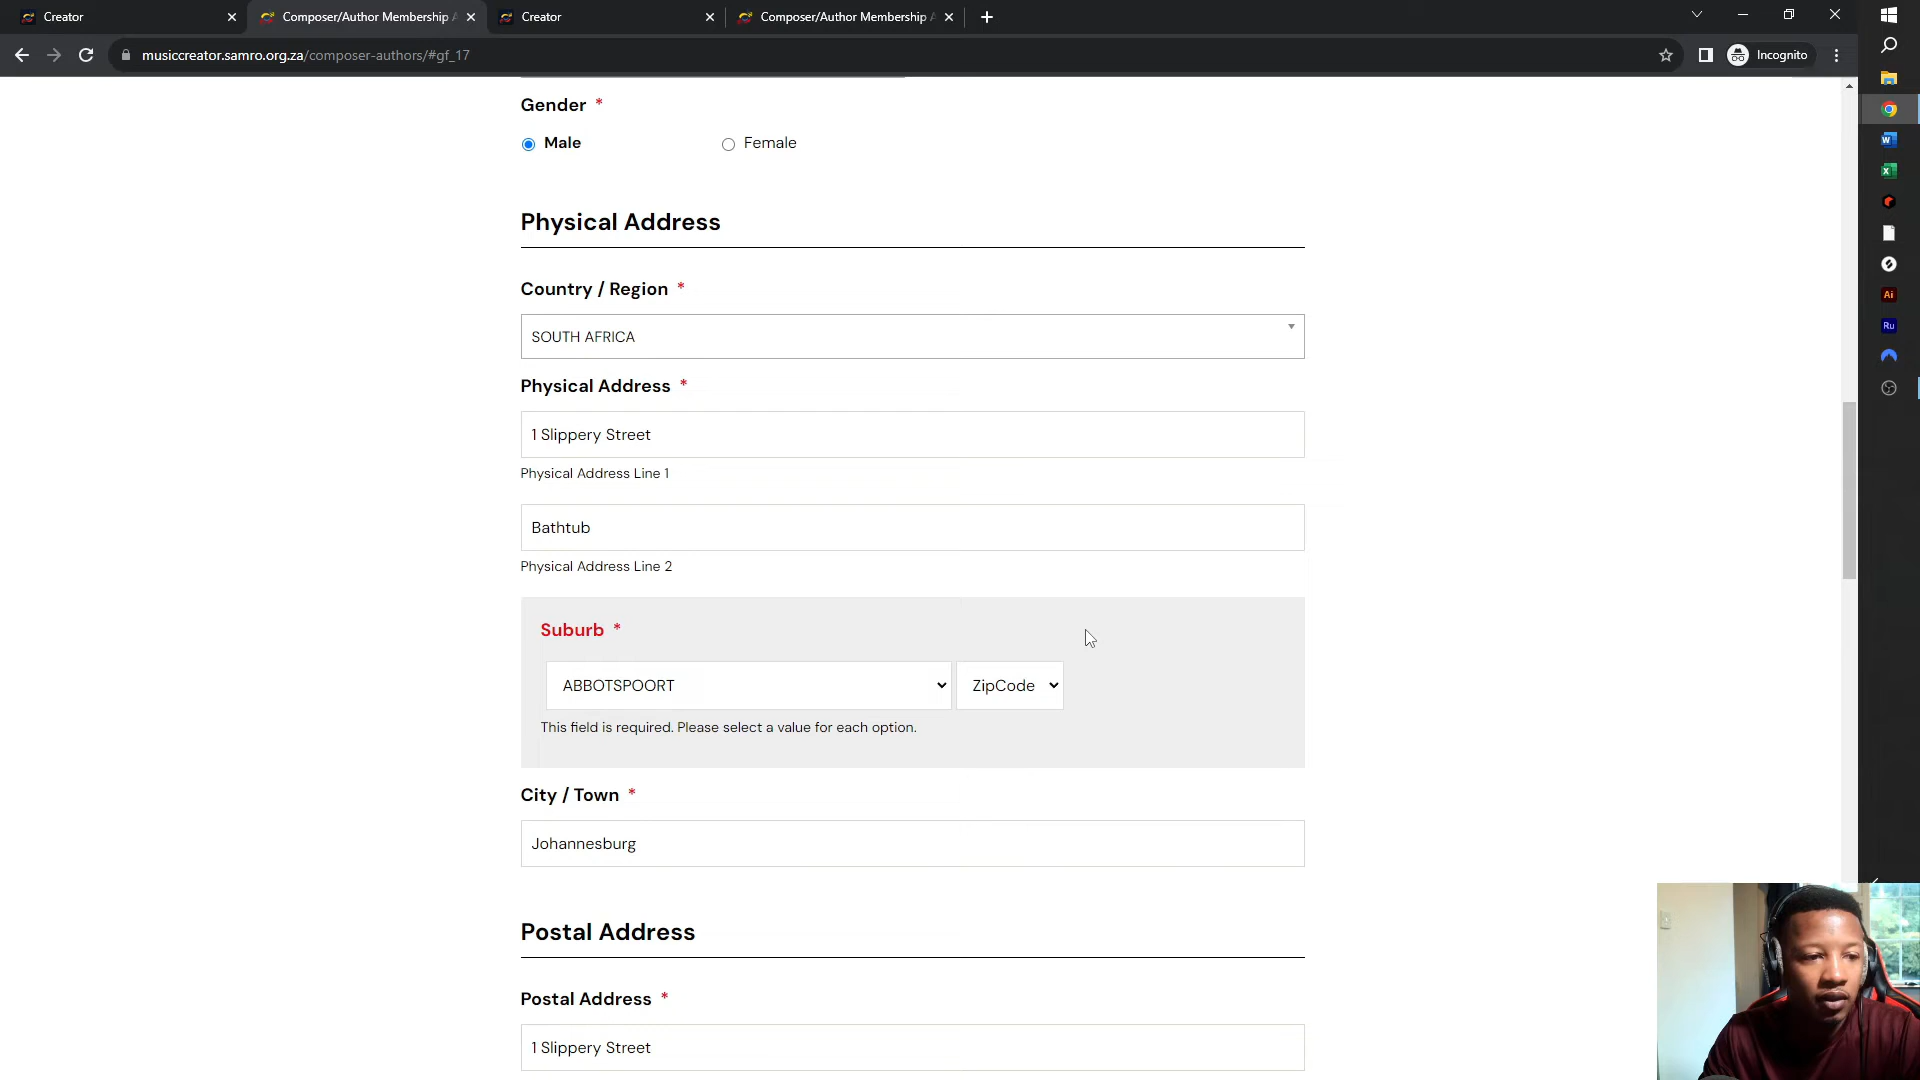 Creator
Composer/Author Membership A
Creator
Composer/Author Membership A
musiccreator.samro.org.za/composer-authors/#gf_17
Incognito
Gender *
Male
Female
Physical Address
Country / Region *
SOUTH AFRICA
Physical Address *
1 Slippery Street
Physical Address Line 1
Bathtub
Physical Address Line 2
Suburb *
ABBOTSPOORT
ZipCode
This field is required. Please select a value for each option.
City / Town *
Johannesburg
Postal Address
Postal Address *
1 Slippery Street
Ai
Ru